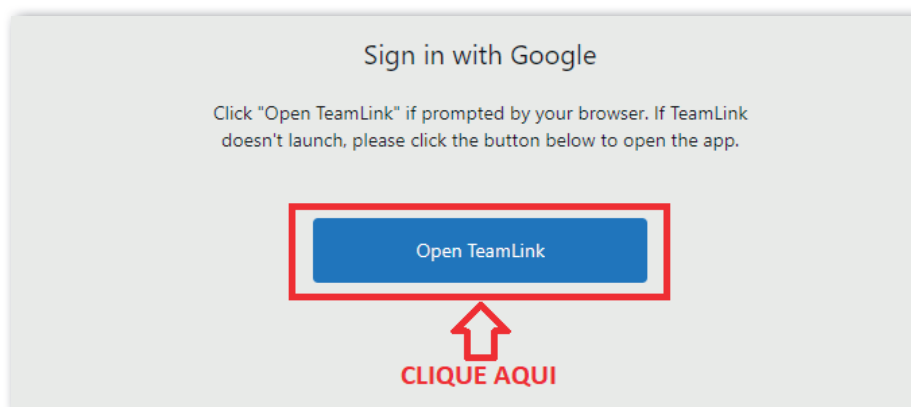 Sign in with Google
Click "Open TeamLink" if prompted by your browser. If TeamLink
doesn't launch, please click the button below to open the app.
Open TeamLink
CLIQUE AQUI